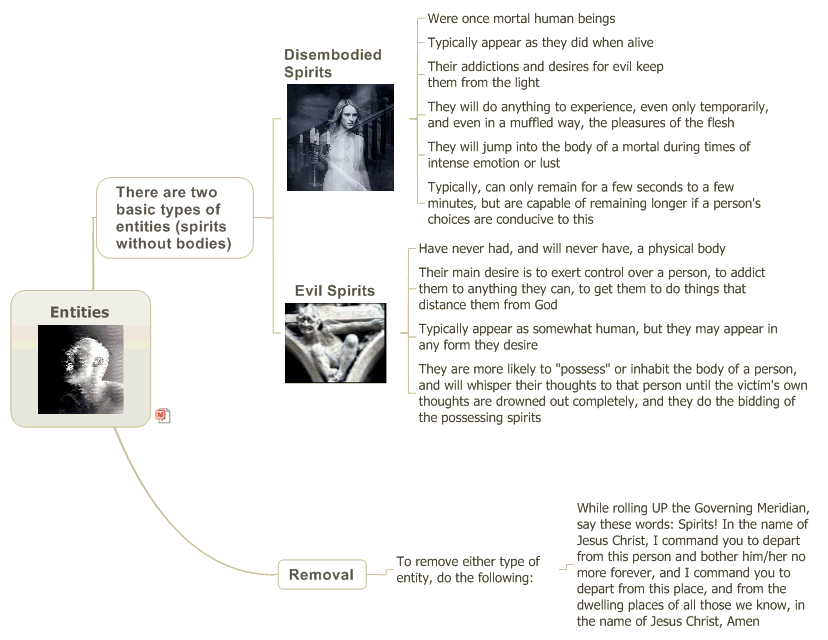 Entities
There are two
basic types of
entities (spirits
without bodies)
Disembodied
Spirits
Were once mortal human beings
Typically appear as they did when alive
Their addictions and desires for evil keep
them from the light
They will do anything to experience, even only temporarily,
and even in a muffled way, the pleasures of the flesh
They will jump into the body of a mortal during times of
intense emotion or lust
Typically, can only remain for a few seconds to a few
minutes, but are capable of remaining longer if a person's
choices are conducive to this
Evil Spirits
Have never had, and will never have, a physical body
Their main desire is to exert control over a person, to addict
them to anything they can, to get them to do things that
distance them from God
Typically appear as somewhat human, but they may appear in
any form they desire
They are more likely to "possess" or inhabit the body of a person,
and will whisper their thoughts to that person until the victim's own
thoughts are drowned out completely, and they do the bidding of
the possessing spirits
Removal
To remove either type of
entity, do the following:
While rolling UP the Governing Meridian,
say these words: Spirits! In the name of
Jesus Christ, I command you to depart
from this person and bother him/her no
more forever, and I command you to
depart from this place, and from the
dwelling places of all those we know, in
the name of Jesus Christ, Amen